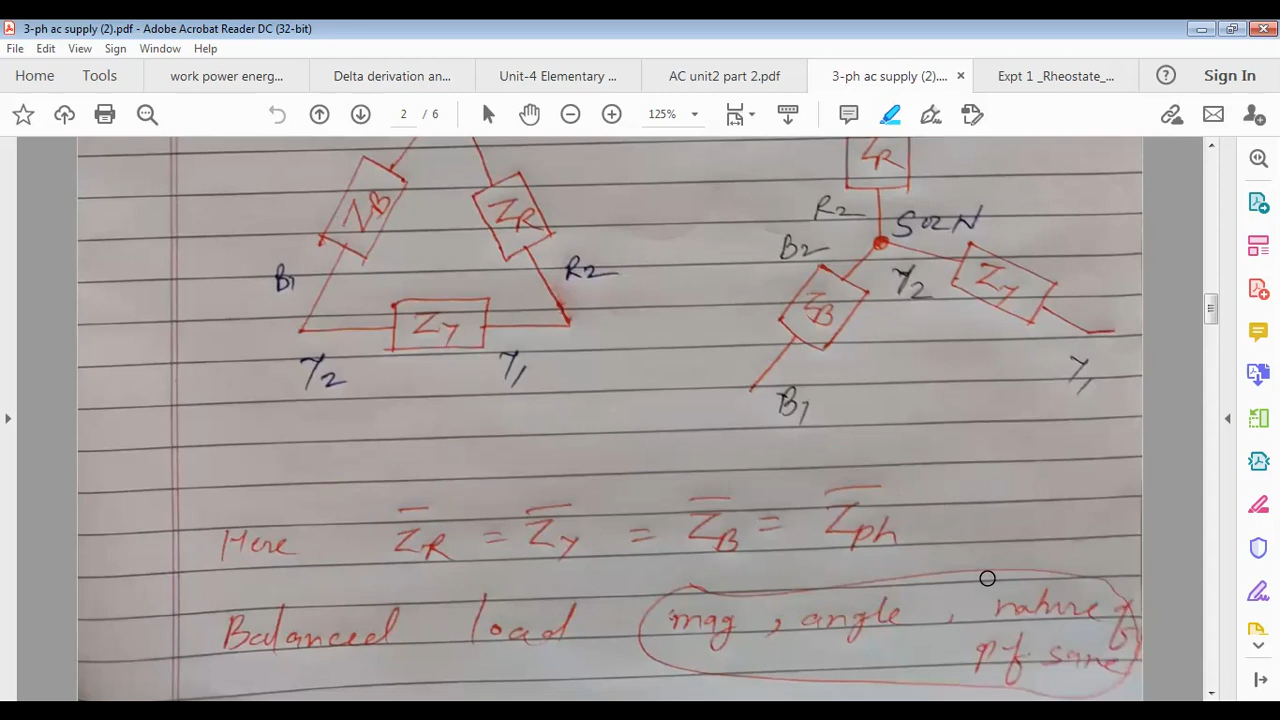 3-ph ac supply (2).pdf - Adobe Acrobat Reader DC (32-bit)
File Edit View Sign Window Help
Home Tools work power energ... Delta derivation an... Unit-4 Elementary ... AC unit2 part 2.pdf 3-ph ac supply (2).... × Expt 1 _Rheostate_... Sign In
2 / 6 125%
ZR
ZB ZR R2 S or N
B2
B1 R2 Y2 ZY
ZB
ZY
Y2 Y1 Y1
B1
Here Z̅R = Z̅Y = Z̅B = Z̅ph
Balanced load mag, angle, nature of
pf same